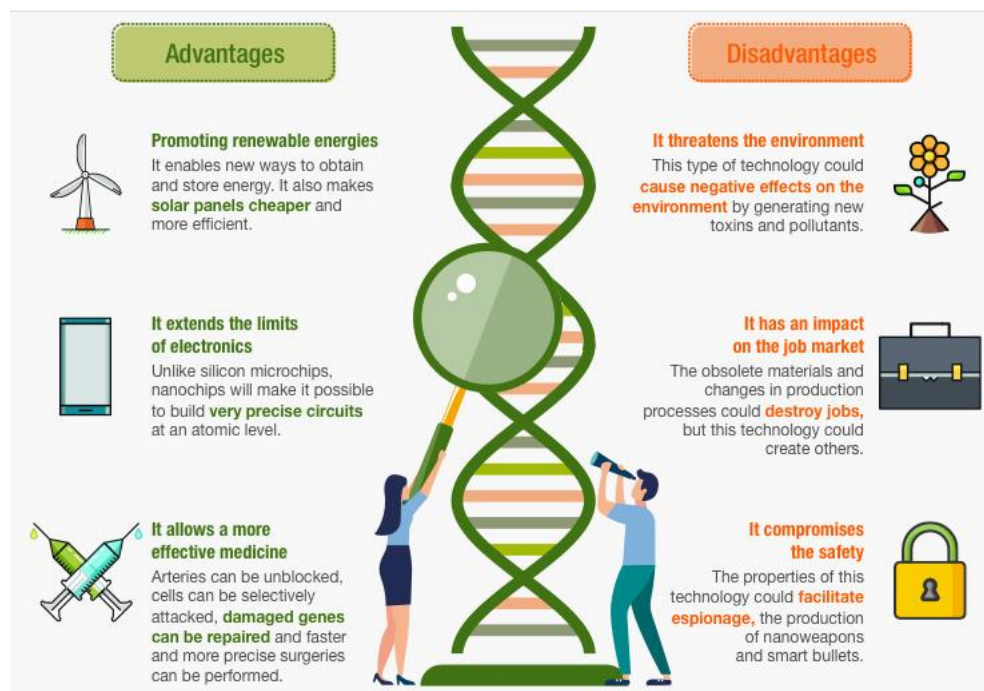 Advantages
Promoting renewable energies
It enables new ways to obtain
and store energy. It also makes
solar panels cheaper and
more efficient.
It extends the limits
of electronics
Unlike silicon microchips,
nanochips will make it possible
to build very precise circuits
at an atomic level.
It allows a more
effective medicine
Arteries can be unblocked,
cells can be selectively
attacked, damaged genes
can be repaired and faster
and more precise surgeries
can be performed.
Disadvantages
It threatens the environment
This type of technology could
cause negative effects on the
environment by generating new
toxins and pollutants.
It has an impact
on the job market
The obsolete materials and
changes in production
processes could destroy jobs,
but this technology could
create others.
It compromises
the safety
The properties of this
technology could facilitate
espionage, the production
of nanoweapons
and smart bullets.